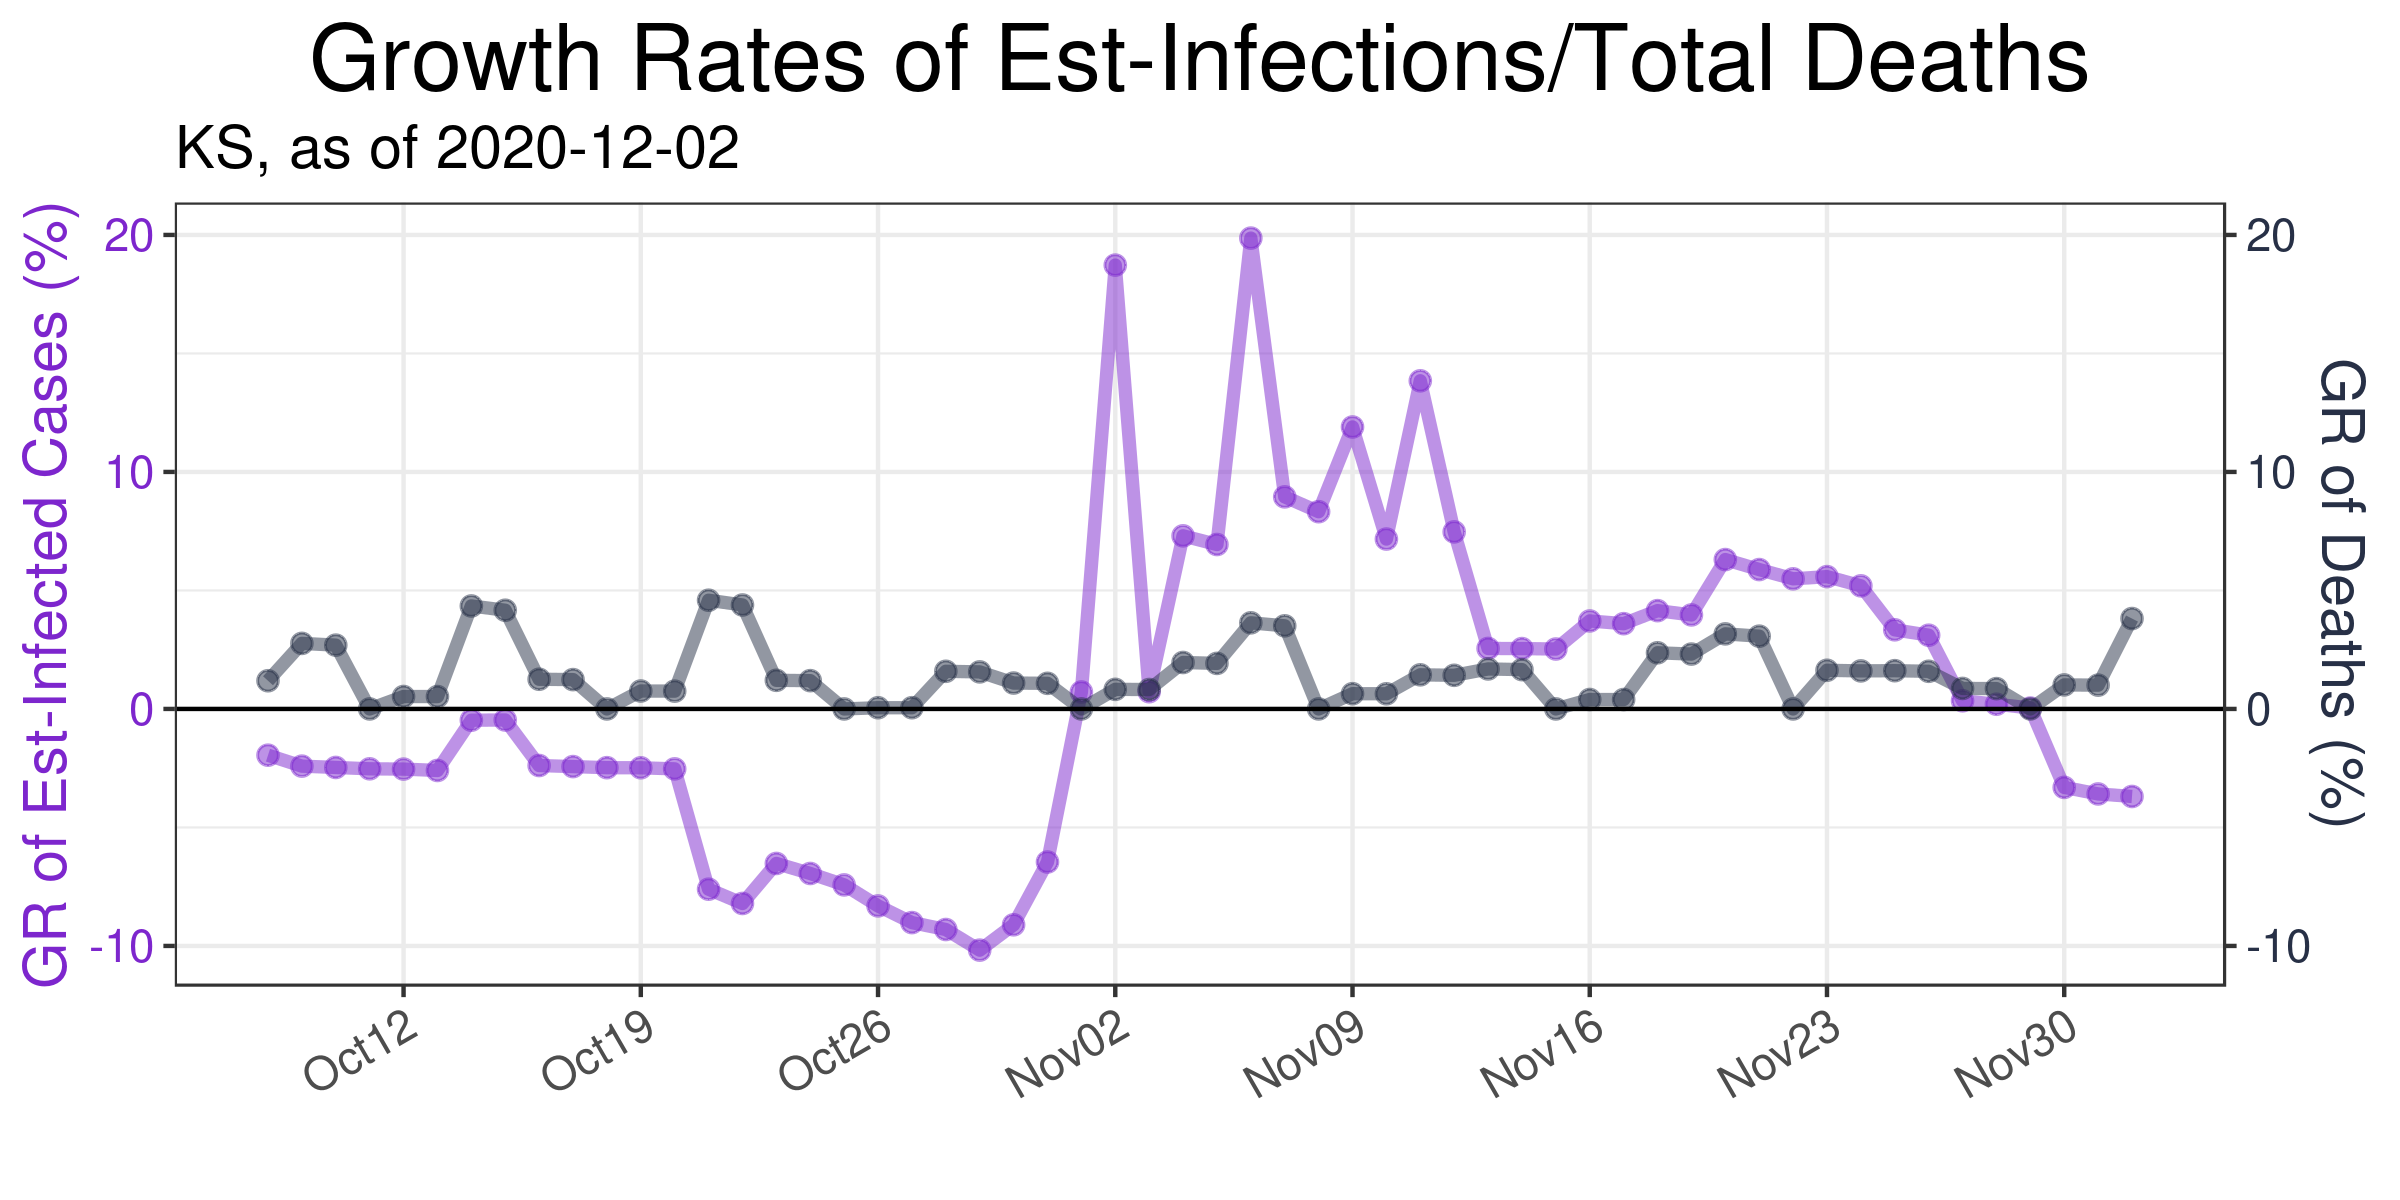 Growth Rates of Est-Infections/Total Deaths
KS, as of 2020-12-02
GR of Est-Infected Cases (%)
20
10
0
-10
20
10
0
-10
GR of Deaths (%)
Oct12
Oct19
Oct26
Nov02
Nov09
Nov16
Nov23
Nov30